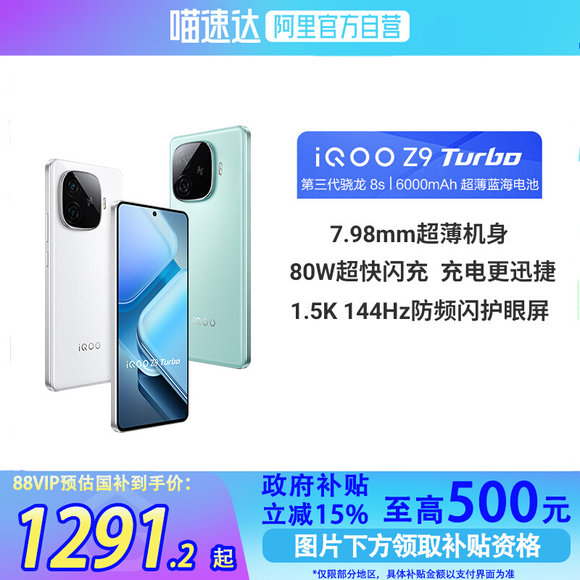 喵速达 阿里官方自营
iQOO Z9 Turbo
第三代骁龙 8s | 6000mAh 超薄蓝海电池
7.98mm超薄机身
80W超快闪充 充电更迅捷
1.5K 144Hz防频闪护眼屏
iQOO
iQOO
iQOO Z9 Turbo
88VIP预估国补到手价:
1291.2 起
政府补贴
立减15%
至高500元
图片下方领取补贴资格
*仅限部分地区，具体补贴金额以支付界面为准